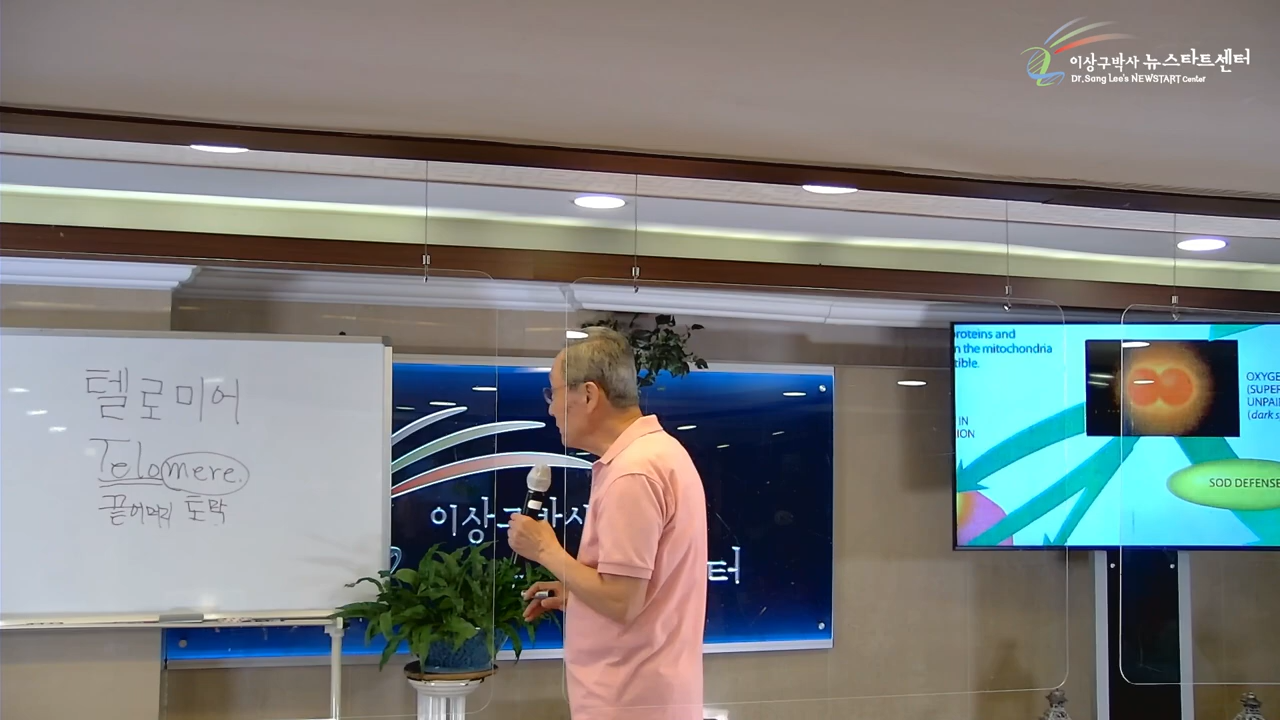 이상구박사 뉴스타트센터
Dr. Sang Lee's NEWSTART Center
텔로미어
Telomere.
끝어머리 토막
이상구박사
터
proteins and
n the mitochondria
tible.
IN
ION
OXYGE
(SUPER
UNPAI
(dark s
SOD DEFENSE